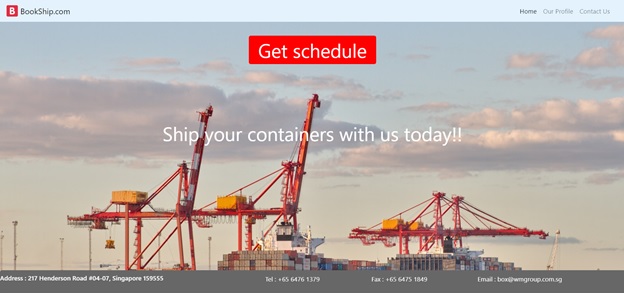 B BookShip.com
Home Our Profile Contact Us
Get schedule
Ship your containers with us today!!
Address : 217 Henderson Road #04-07, Singapore 159555 Tel : +65 6476 1379 Fax : +65 6475 1849 Email : box@wmgroup.com.sg